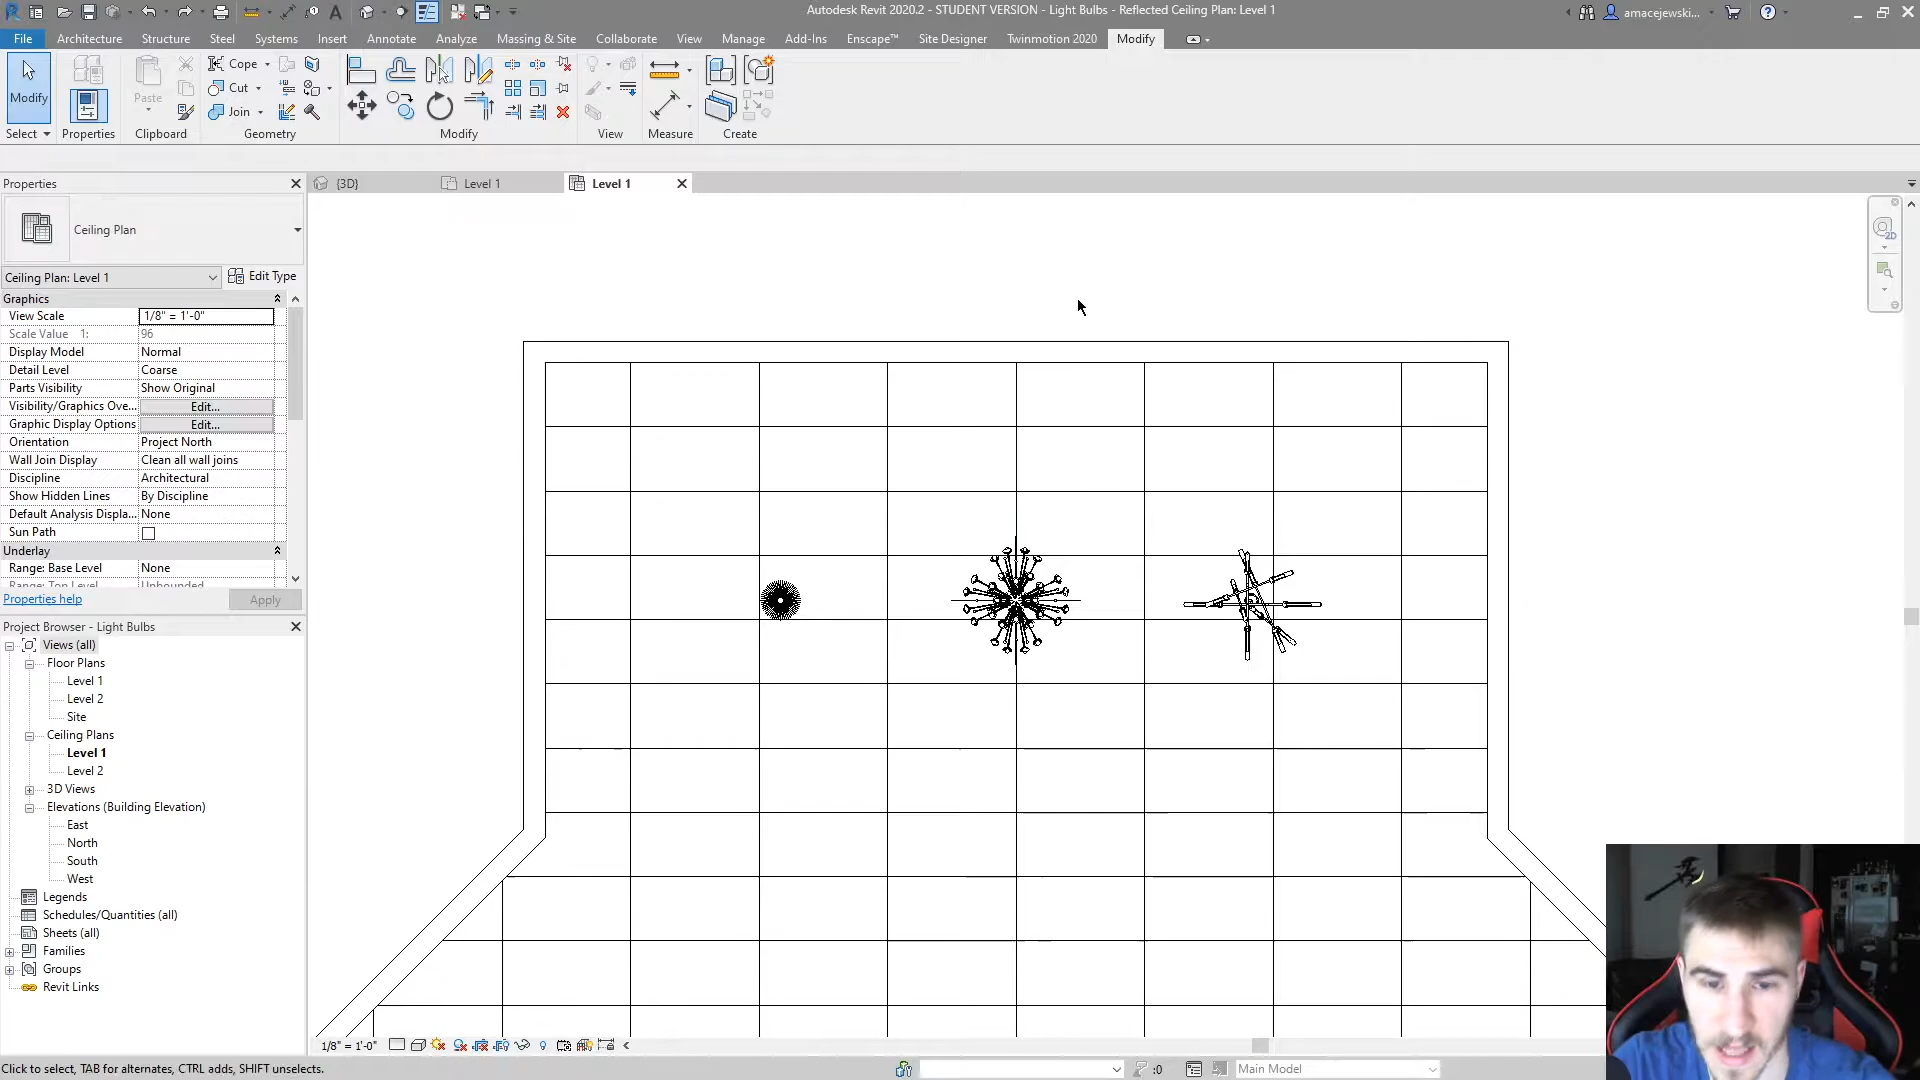 Autodesk Revit 2020.2 - STUDENT VERSION - Light Bulbs - Reflected Ceiling Plan: Level 1
amacejewski...
File Architecture Structure Steel Systems Insert Annotate Analyze Massing & Site Collaborate View Manage Add-Ins Enscape™ Site Designer Twinmotion 2020 Modify
Cope
Modify Paste Cut
Join
Select Properties Clipboard Geometry Modify View Measure Create
Properties
{3D} Level 1 Level 1
Ceiling Plan
Ceiling Plan: Level 1 Edit Type
Graphics
View Scale 1/8" = 1'-0"
Scale Value 1: 96
Display Model Normal
Detail Level Coarse
Parts Visibility Show Original
Visibility/Graphics Ove... Edit...
Graphic Display Options Edit...
Orientation Project North
Wall Join Display Clean all wall joins
Discipline Architectural
Show Hidden Lines By Discipline
Default Analysis Displa... None
Sun Path
Underlay
Range: Base Level None
Range: Top Level Unbounded
Properties help Apply
Project Browser - Light Bulbs
Views (all)
Floor Plans
Level 1
Level 2
Site
Ceiling Plans
Level 1
Level 2
3D Views
Elevations (Building Elevation)
East
North
South
West
Legends
Schedules/Quantities (all)
Sheets (all)
Families
Groups
Revit Links
1/8" = 1'-0"
Click to select, TAB for alternates, CTRL adds, SHIFT unselects.
:0 Main Model
2D